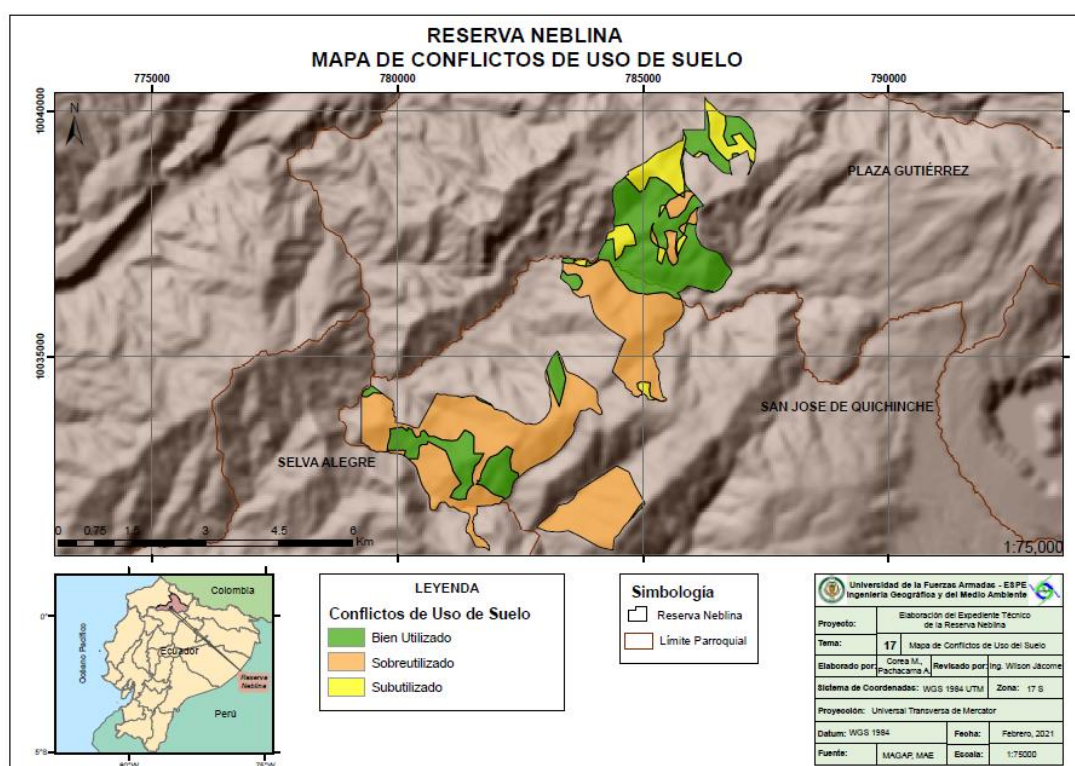 RESERVA NEBLINA
MAPA DE CONFLICTOS DE USO DE SUELO
775000
780000
785000
790000
10040000
10035000
N
PLAZA GUTIÉRREZ
SAN JOSE DE QUICHINCHE
SELVA ALEGRE
0 0.75 1.5 3 4.5 6
Km
1:75,000
Colombia
0°
Océano Pacífico
Ecuador
Reserva Neblina
Perú
5°S
80°W
75°W
LEYENDA
Conflictos de Uso de Suelo
Bien Utilizado
Sobreutilizado
Subutilizado
Simbología
Reserva Neblina
Límite Parroquial
Universidad de la Fuerzas Armadas - ESPE
Ingeniería Geográfica y del Medio Ambiente
Proyecto: Elaboración del Expediente Técnico
de la Reserva Neblina
Tema: 17 Mapa de Conflictos de Uso del Suelo
Elaborado por: Corea M., Pachacama A. Revisado por: Ing. Wilson Jácome
Sistema de Coordenadas: WGS 1984 UTM Zona: 17 S
Proyección: Universal Transversa de Mercator
Datum: WGS 1984 Fecha: Febrero, 2021
Fuente: MAGAP, MAE Escala: 1:75000